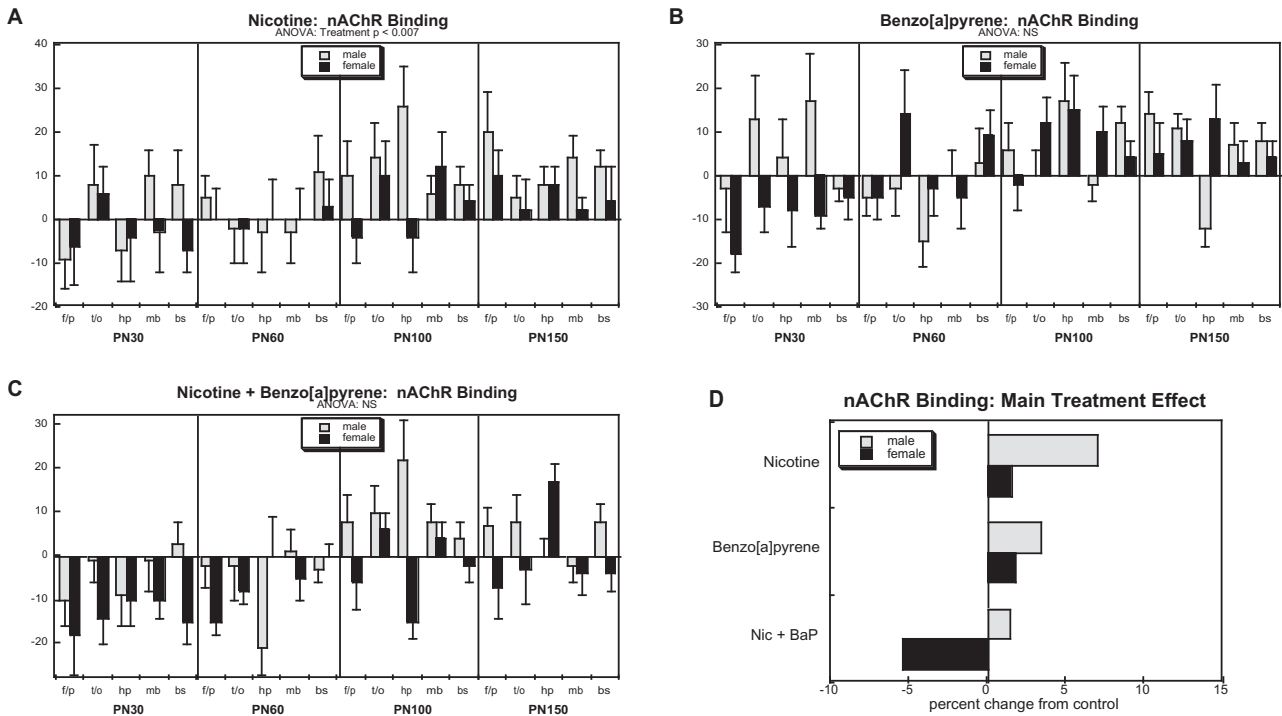 A
Nicotine: nAChR Binding
ANOVA: Treatment p < 0.007
male
female
40
30
20
10
0
-10
-20
f/p t/o hp mb bs f/p t/o hp mb bs f/p t/o hp mb bs f/p t/o hp mb bs
PN30 PN60 PN100 PN150
B
Benzo[a]pyrene: nAChR Binding
ANOVA: NS
male
female
30
20
10
0
-10
-20
-30
f/p t/o hp mb bs f/p t/o hp mb bs f/p t/o hp mb bs f/p t/o hp mb bs
PN30 PN60 PN100 PN150
C
Nicotine + Benzo[a]pyrene: nAChR Binding
ANOVA: NS
male
female
30
20
10
0
-10
-20
f/p t/o hp mb bs f/p t/o hp mb bs f/p t/o hp mb bs f/p t/o hp mb bs
PN30 PN60 PN100 PN150
D
nAChR Binding: Main Treatment Effect
male
female
Nicotine
Benzo[a]pyrene
Nic + BaP
-10 -5 0 5 10 15
percent change from control